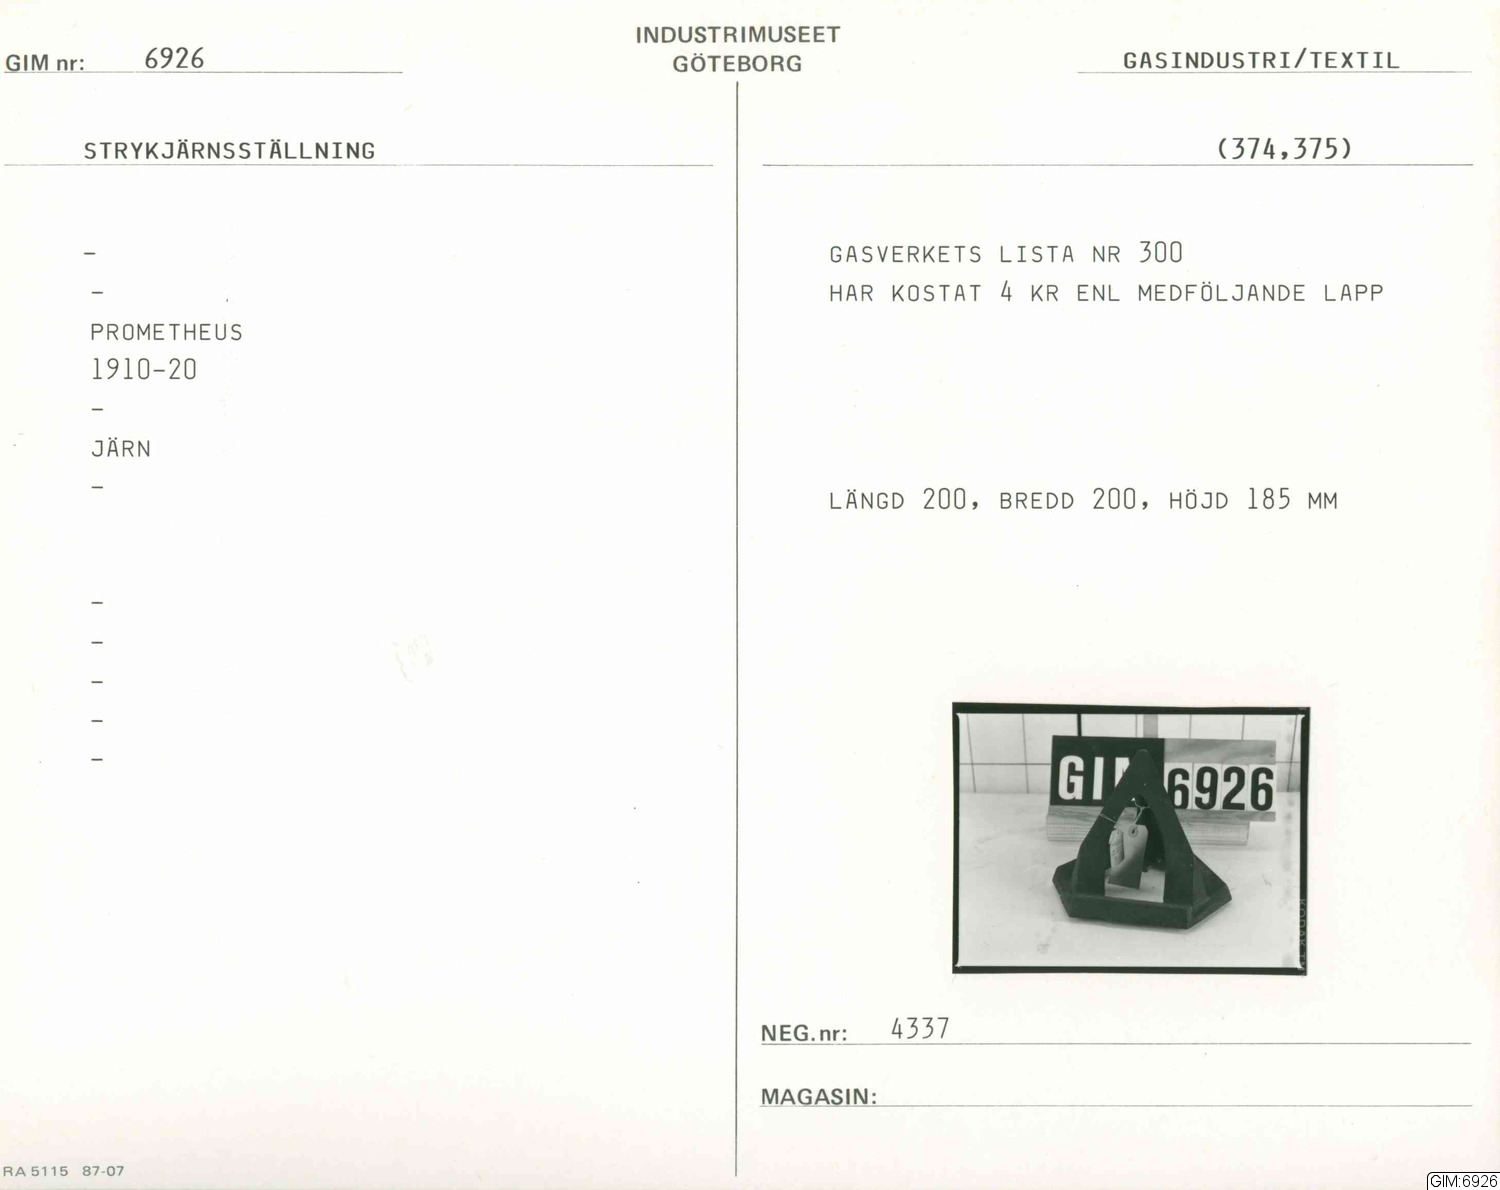 INDUSTRIMUSEET
GÖTEBORG
GIM nr: 6926
GASINDUSTRI/TEXTIL
STRYKJÄRNSSTÄLLNING
(374,375)
-
-
PROMETHEUS
1910-20
-
JÄRN
-
-
-
-
-
-
GASVERKETS LISTA NR 300
HAR KOSTAT 4 KR ENL MEDFÖLJANDE LAPP
LÄNGD 200, BREDD 200, HÖJD 185 MM
GIM 6926
KODAK
NEG.nr: 4337
MAGASIN:
RA 5115 87-07
GIM:6926